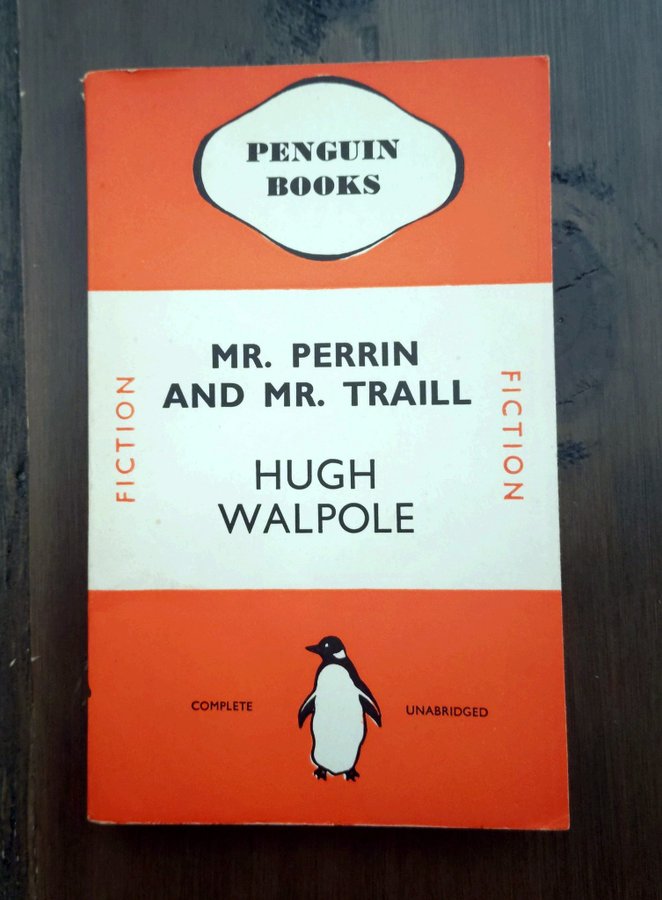 PENGUIN
BOOKS
MR. PERRIN
AND MR. TRAILL
FICTION
FICTION
HUGH
WALPOLE
COMPLETE
UNABRIDGED